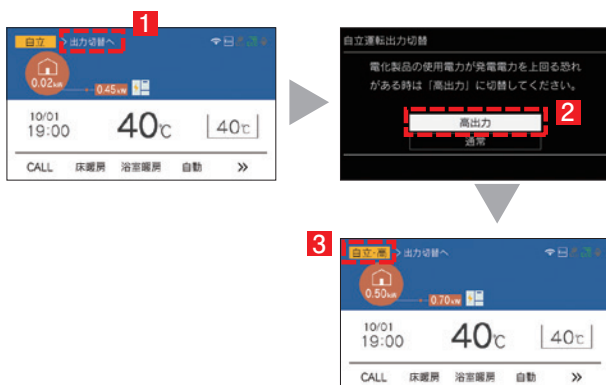 1
自立 >出力切替へ
0.02kW
0.45kW
10/01
19:00
40℃
40℃
CALL 床暖房 浴室暖房 自動 »
自立運転出力切替
電化製品の使用電力が発電電力を上回る恐れ
がある時は「高出力」に切替してください。
高出力
2
通常
3
自立・高 >出力切替へ
0.50kW
0.70kW
10/01
19:00
40℃
40℃
CALL 床暖房 浴室暖房 自動 »